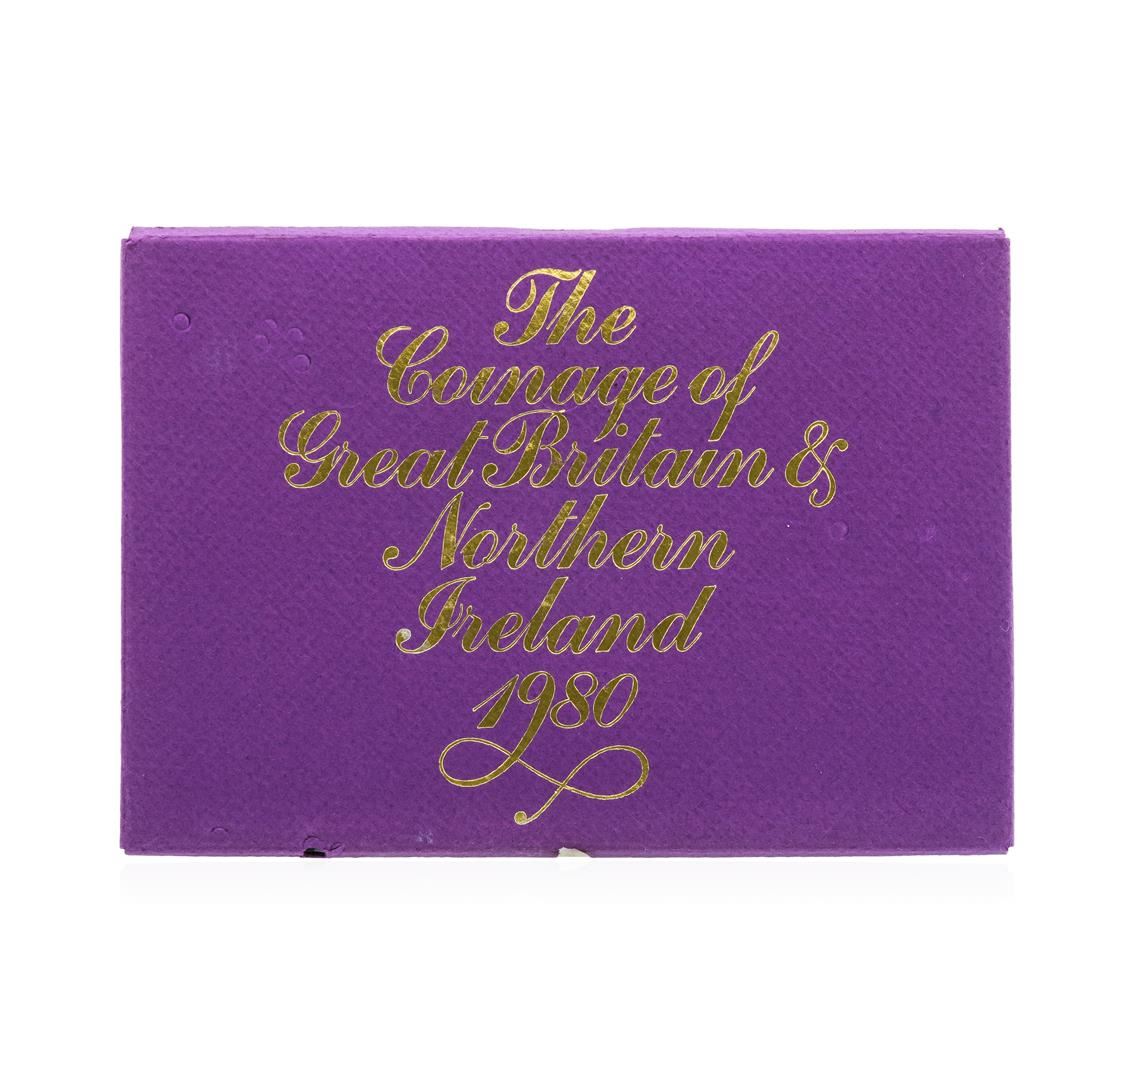 The
Coinage of
Great Britain &
Northern
Ireland
1980